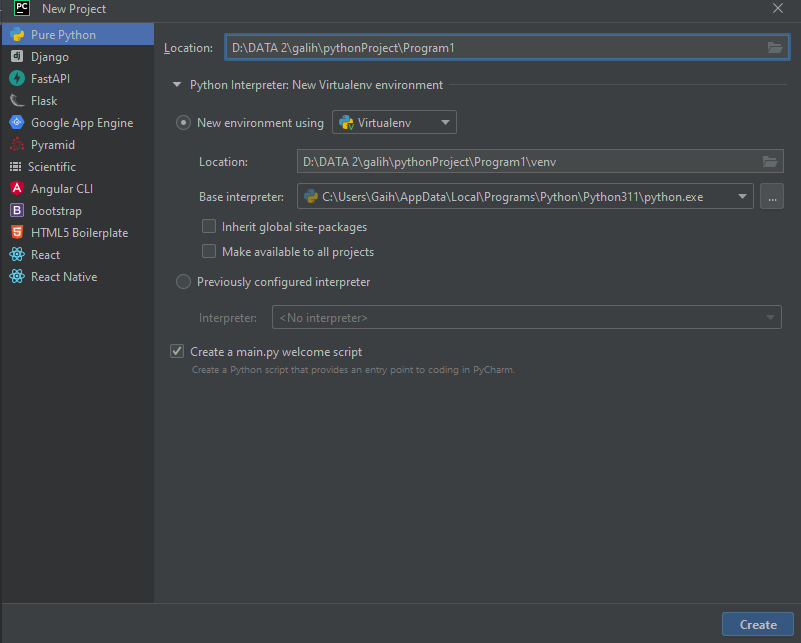 PC New Project
Pure Python
Django
FastAPI
Flask
Google App Engine
Pyramid
Scientific
Angular CLI
Bootstrap
HTML5 Boilerplate
React
React Native
Location: D:\DATA 2\galih\pythonProject\Program1
Python Interpreter: New Virtualenv environment
New environment using Virtualenv
Location: D:\DATA 2\galih\pythonProject\Program1\venv
Base interpreter: C:\Users\Gaih\AppData\Local\Programs\Python\Python311\python.exe ...
Inherit global site-packages
Make available to all projects
Previously configured interpreter
Interpreter: <No interpreter>
Create a main.py welcome script
Create a Python script that provides an entry point to coding in PyCharm.
Create